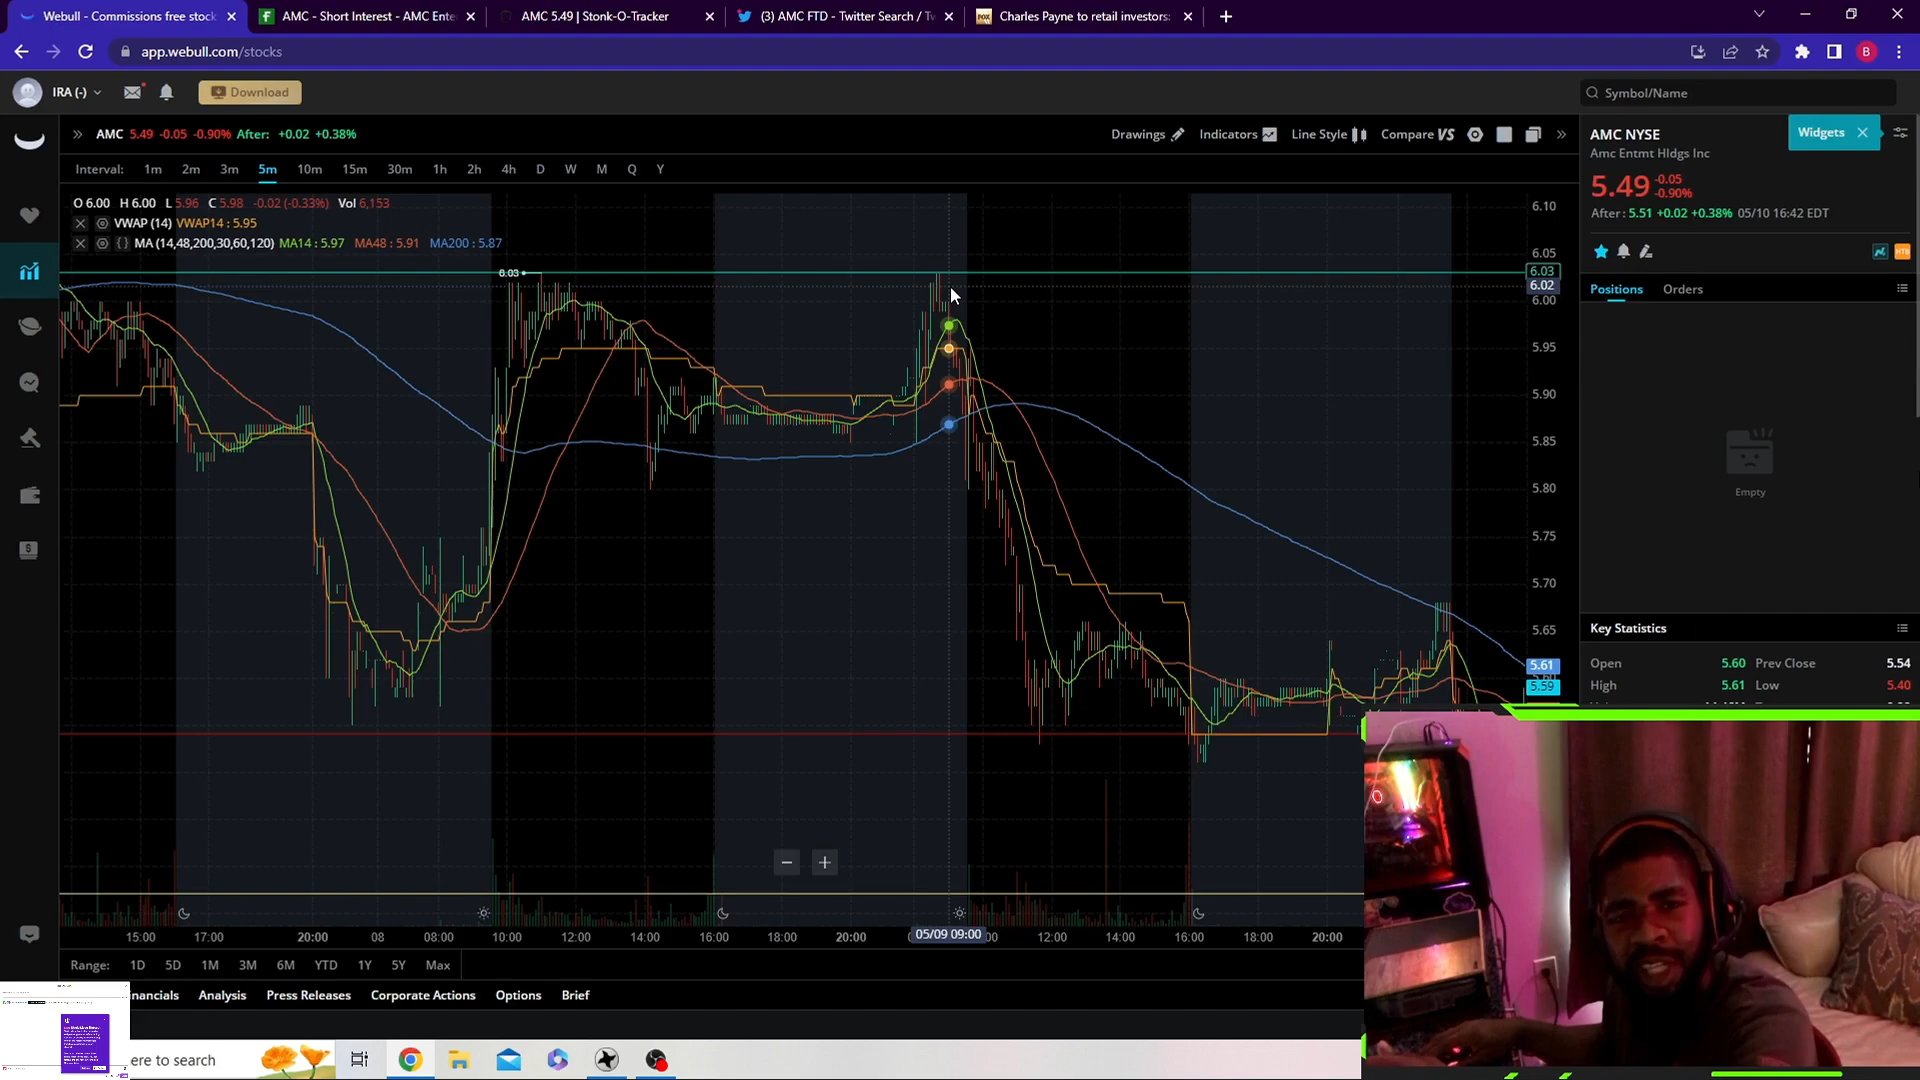 Webull - Commissions free stock
AMC - Short Interest - AMC Ente
AMC 5.49 | Stonk-O-Tracker
(3) AMC FTD - Twitter Search / Tw
Charles Payne to retail investors:
app.webull.com/stocks
B
IRA (-)
Download
Symbol/Name
AMC 5.49 -0.05 -0.90% After: +0.02 +0.38%
Drawings
Indicators
Line Style
Compare VS
Interval: 1m 2m 3m 5m 10m 15m 30m 1h 2h 4h D W M Q Y
O 6.00 H 6.00 L 5.96 C 5.98 -0.02 (-0.33%) Vol 6,153
VWAP (14) VWAP14 : 5.95
MA (14,48,200,30,60,120) MA14 : 5.97 MA48 : 5.91 MA200 : 5.87
6.03
6.10
6.05
6.03
6.02
6.00
5.95
5.90
5.85
5.80
5.75
5.70
5.65
5.61
5.59
15:00 17:00 20:00 08 08:00 10:00 12:00 14:00 16:00 18:00 20:00 05/09 09:00 12:00 14:00 16:00 18:00 20:00
Range: 1D 5D 1M 3M 6M YTD 1Y 5Y Max
nancials Analysis Press Releases Corporate Actions Options Brief
AMC NYSE
Widgets
Amc Entmt Hldgs Inc
5.49 -0.05
-0.90%
After: 5.51 +0.02 +0.38% 05/10 16:42 EDT
Positions Orders
Empty
Key Statistics
Open 5.60 Prev Close 5.54
High 5.61 Low 5.40
ere to search